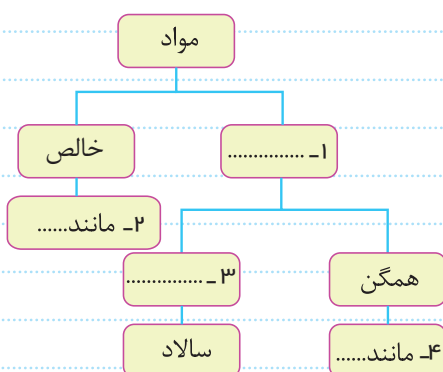 مواد
۱ـ ...............
خالص
۲ـ مانند......
همگن
۳ـ ...............
۴ـ مانند......
سالاد